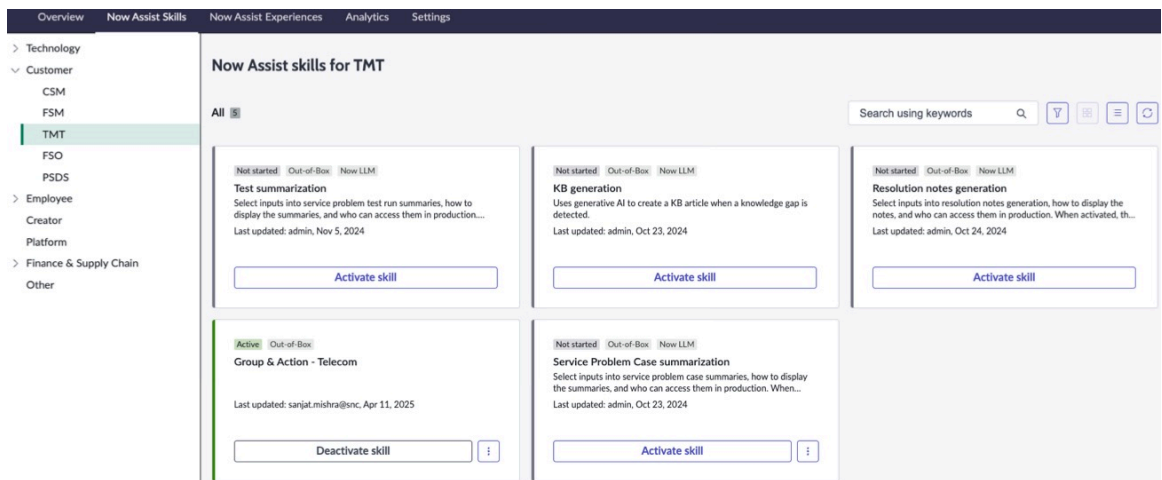 Overview Now Assist Skills Now Assist Experiences Analytics Settings
Technology
Customer
CSM
FSM
TMT
FSO
PSDS
Employee
Creator
Platform
Finance & Supply Chain
Other
Now Assist skills for TMT
All 5
Search using keywords
Not started Out-of-Box Now LLM
Test summarization
Select inputs into service problem test run summaries, how to
display the summaries, and who can access them in production....
Last updated: admin, Nov 5, 2024
Activate skill
Not started Out-of-Box Now LLM
KB generation
Uses generative AI to create a KB article when a knowledge gap is
detected.
Last updated: admin, Oct 23, 2024
Activate skill
Not started Out-of-Box Now LLM
Resolution notes generation
Select inputs into resolution notes generation, how to display the
notes, and who can access them in production. When activated, th...
Last updated: admin, Oct 24, 2024
Activate skill
Active Out-of-Box
Group & Action - Telecom
Last updated: sanjat.mishra@snc, Apr 11, 2025
Deactivate skill
Not started Out-of-Box Now LLM
Service Problem Case summarization
Select inputs into service problem case summaries, how to display
the summaries, and who can access them in production. When...
Last updated: admin, Oct 23, 2024
Activate skill